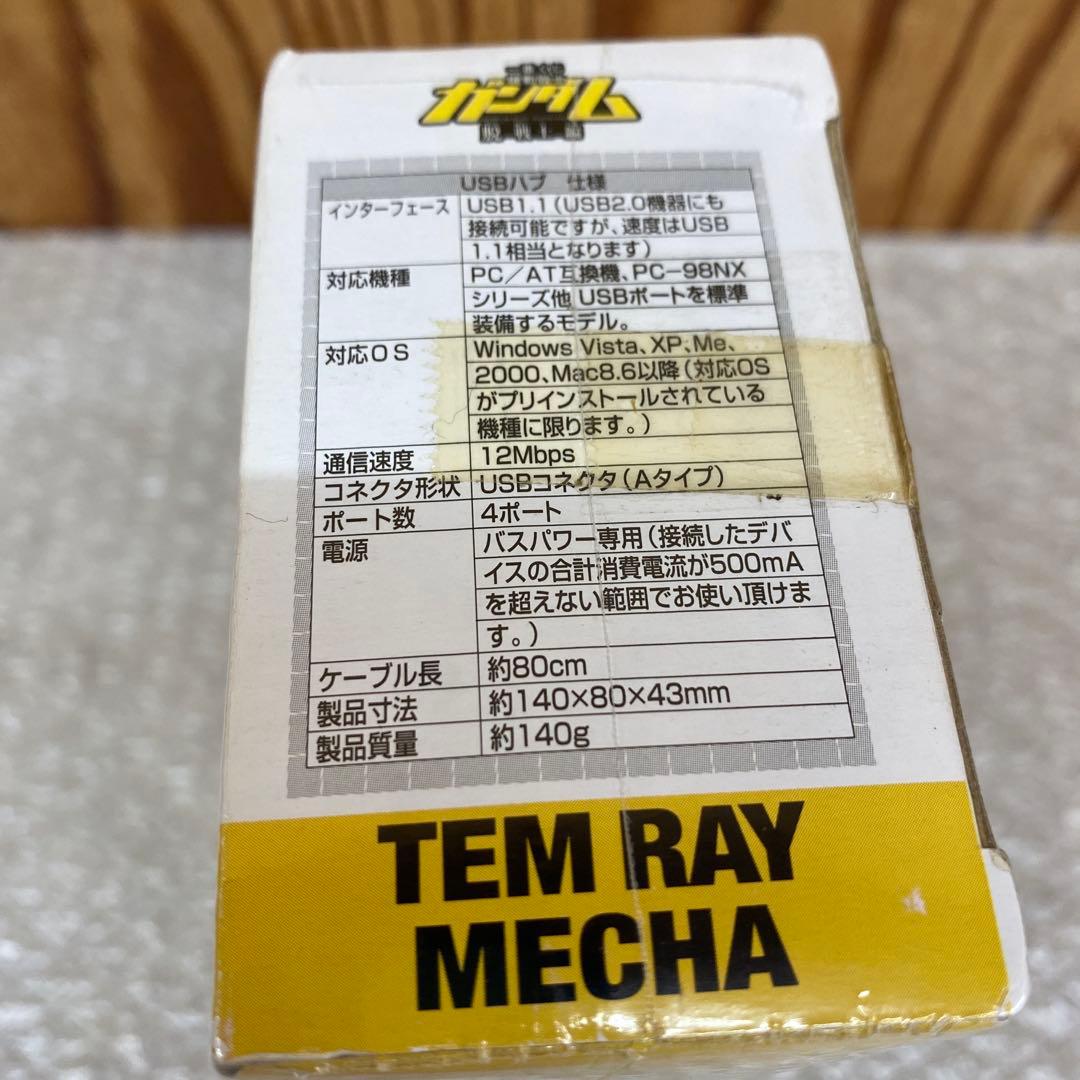 一番くじ
ガンダム
USBハブ 仕様
インターフェース USB1.1(USB2.0機器にも
接続可能ですが、速度はUSB
1.1相当となります)
対応機種 PC/AT互換機、PC-98NX
シリーズ他 USBポートを標準
装備するモデル。
対応OS Windows Vista、XP、Me、
2000、Mac8.6以降(対応OS
がプリインストールされている
機種に限ります。)
通信速度 12Mbps
コネクタ形状 USBコネクタ(Aタイプ)
ポート数 4ポート
電源 バスパワー専用(接続したデバ
イスの合計消費電流が500mA
を超えない範囲でお使い頂けま
す。)
ケーブル長 約80cm
製品寸法 約140×80×43mm
製品質量 約140g
TEM RAY
MECHA